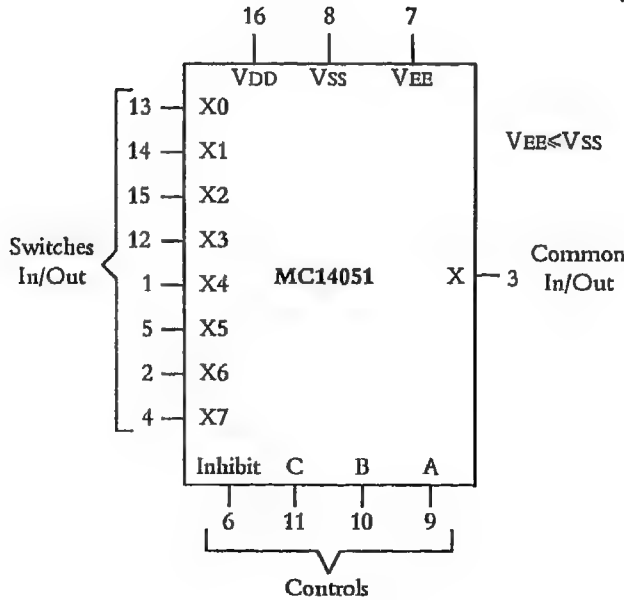 16 8 7
VDD VSS VEE
13 X0
14 X1
VEE≤VSS
15 X2
12 X3
Switches
In/Out
Common
In/Out
1 X4 MC14051 X 3
5 X5
2 X6
4 X7
Inhibit C B A
6 11 10 9
Controls